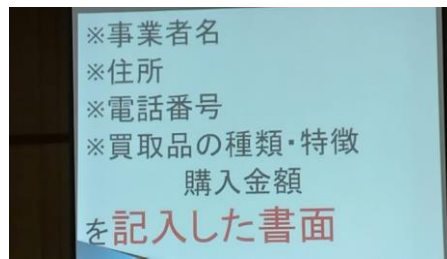 ※事業者名
※住所
※電話番号
※買取品の種類・特徴
購入金額
を記入した書面